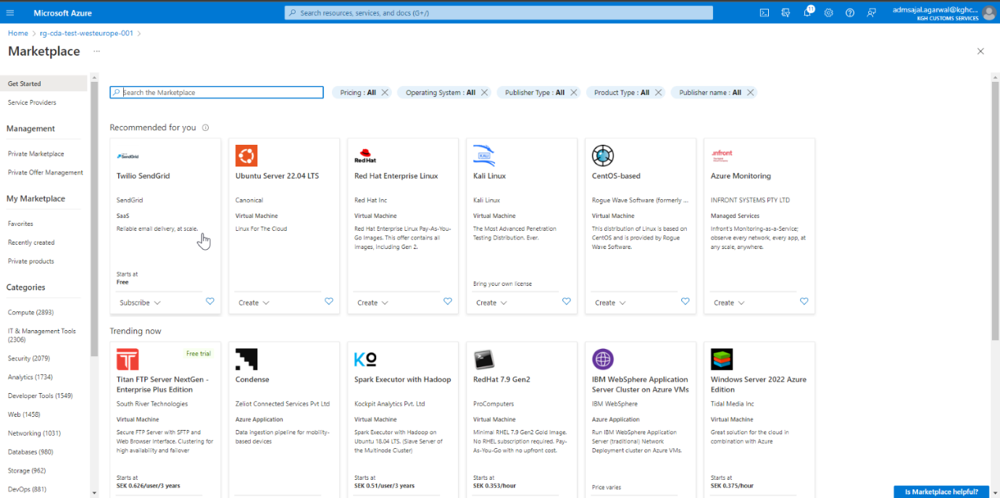 Microsoft Azure
Search resources, services, and docs (G+/)
11
admsajal.agarwal@kghc...
KGH CUSTOMS SERVICES
Home > rg-cda-test-westeurope-001 >
Marketplace ...
Get Started
Service Providers
Management
Private Marketplace
Private Offer Management
My Marketplace
Favorites
Recently created
Private products
Categories
Compute (2893)
IT & Management Tools
(2306)
Security (2079)
Analytics (1734)
Developer Tools (1549)
Web (1458)
Networking (1031)
Databases (980)
Storage (962)
DevOps (881)
Search the Marketplace
Pricing : All
Operating System : All
Publisher Type : All
Product Type : All
Publisher name : All
Recommended for you
SendGrid
Twilio SendGrid
SendGrid
SaaS
Reliable email delivery, at scale.
Starts at
Free
Subscribe
Ubuntu Server 22.04 LTS
Canonical
Virtual Machine
Linux For The Cloud
Create
Red Hat
Red Hat Enterprise Linux
Red Hat Inc
Virtual Machine
Red Hat Enterprise Linux Pay-As-You-
Go Images. This offer contains all
images, including Gen 2.
Create
KALI
Kali Linux
Kali Linux
Virtual Machine
The Most Advanced Penetration
Testing Distribution. Ever.
Bring your own license
Create
CentOS-based
Rogue Wave Software (formerly ...
Virtual Machine
This distribution of Linux is based on
CentOS and is provided by Rogue
Wave Software.
Create
infront
Azure Monitoring
INFRONT SYSTEMS PTY LTD
Managed Services
Infront's Monitoring-as-a-Service;
observe every network, every app, at
any scale, anywhere.
Create
Trending now
Free trial
Titan FTP Server NextGen -
Enterprise Plus Edition
South River Technologies
Virtual Machine
Secure FTP Server with SFTP and
Web Browser Interface. Clustering for
high availability and failover
Starts at
SEK 0.626/user/3 years
Condense
Zeliot Connected Services Pvt Ltd
Azure Application
Data ingestion pipeline for mobility-
based devices
Spark Executor with Hadoop
Kockpit Analytics Pvt. Ltd
Virtual Machine
Spark Executor with Hadoop on
Ubuntu 18.04 LTS. (Slave Server of
the Multinode Cluster)
Starts at
SEK 0.51/user/3 years
RedHat 7.9 Gen2
ProComputers
Virtual Machine
Minimal RHEL 7.9 Gen2 Gold Image.
No RHEL subscription required. Pay-
As-You-Go with no upfront cost.
Starts at
SEK 0.353/hour
IBM WebSphere Application
Server Cluster on Azure VMs
IBM WebSphere
Azure Application
Run IBM WebSphere Application
Server (traditional) Network
Deployment cluster on Azure VMs.
Price varies
Windows Server 2022 Azure
Edition
Tidal Media Inc
Virtual Machine
Great solution for the cloud in
combination with Azure
Starts at
SEK 0.375/hour
Is Marketplace helpful?